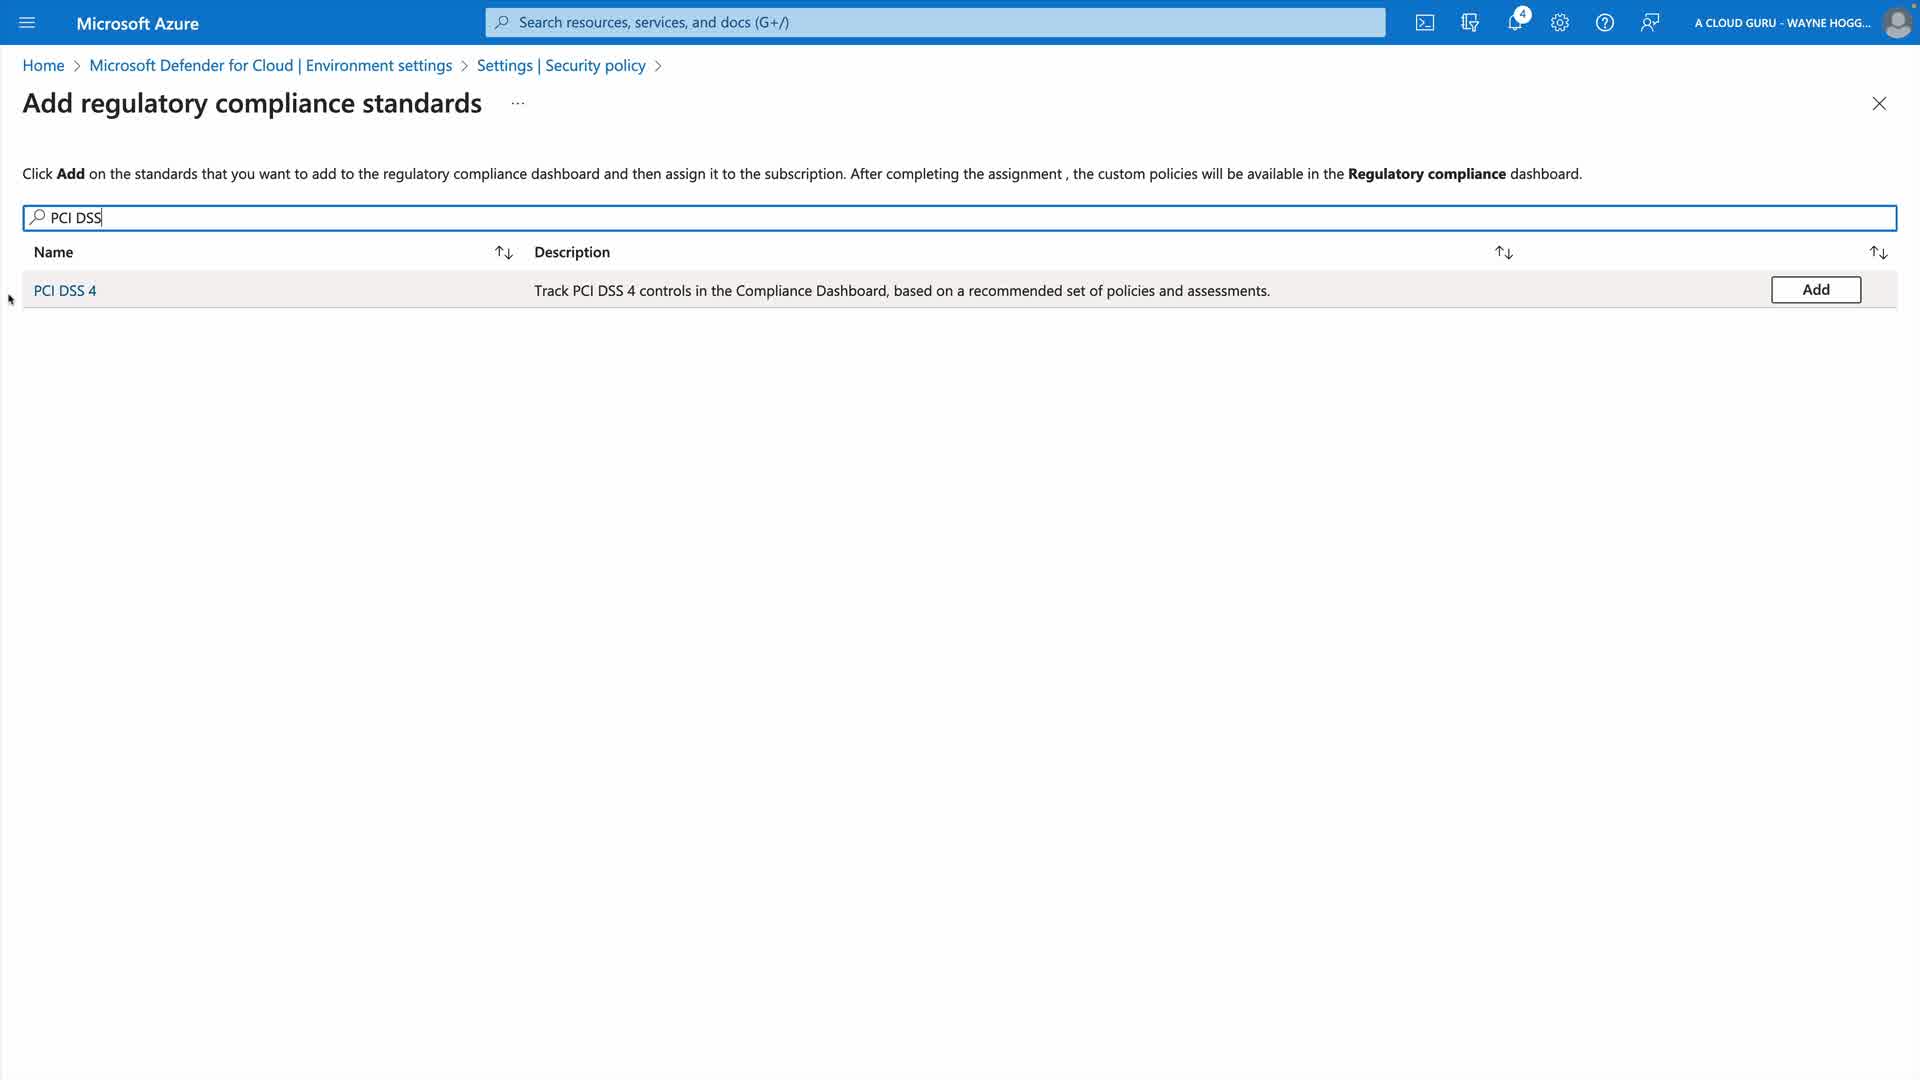 Microsoft Azure
Search resources, services, and docs (G+/)
4
A CLOUD GURU - WAYNE HOGG...
Home > Microsoft Defender for Cloud | Environment settings > Settings | Security policy >
Add regulatory compliance standards ...
Click Add on the standards that you want to add to the regulatory compliance dashboard and then assign it to the subscription. After completing the assignment , the custom policies will be available in the Regulatory compliance dashboard.
PCI DSS
Name Description
PCI DSS 4 Track PCI DSS 4 controls in the Compliance Dashboard, based on a recommended set of policies and assessments. Add